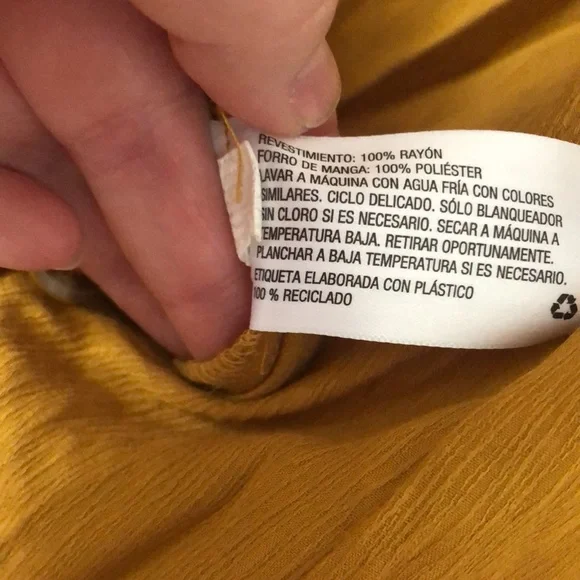 REVESTIMIENTO: 100% RAYÓN
FORRO DE MANGA: 100% POLIÉSTER
LAVAR A MÁQUINA CON AGUA FRÍA CON COLORES
SIMILARES. CICLO DELICADO. SÓLO BLANQUEADOR
SIN CLORO SI ES NECESARIO. SECAR A MÁQUINA A
TEMPERATURA BAJA. RETIRAR OPORTUNAMENTE.
PLANCHAR A BAJA TEMPERATURA SI ES NECESARIO.
ETIQUETA ELABORADA CON PLÁSTICO
100 % RECICLADO